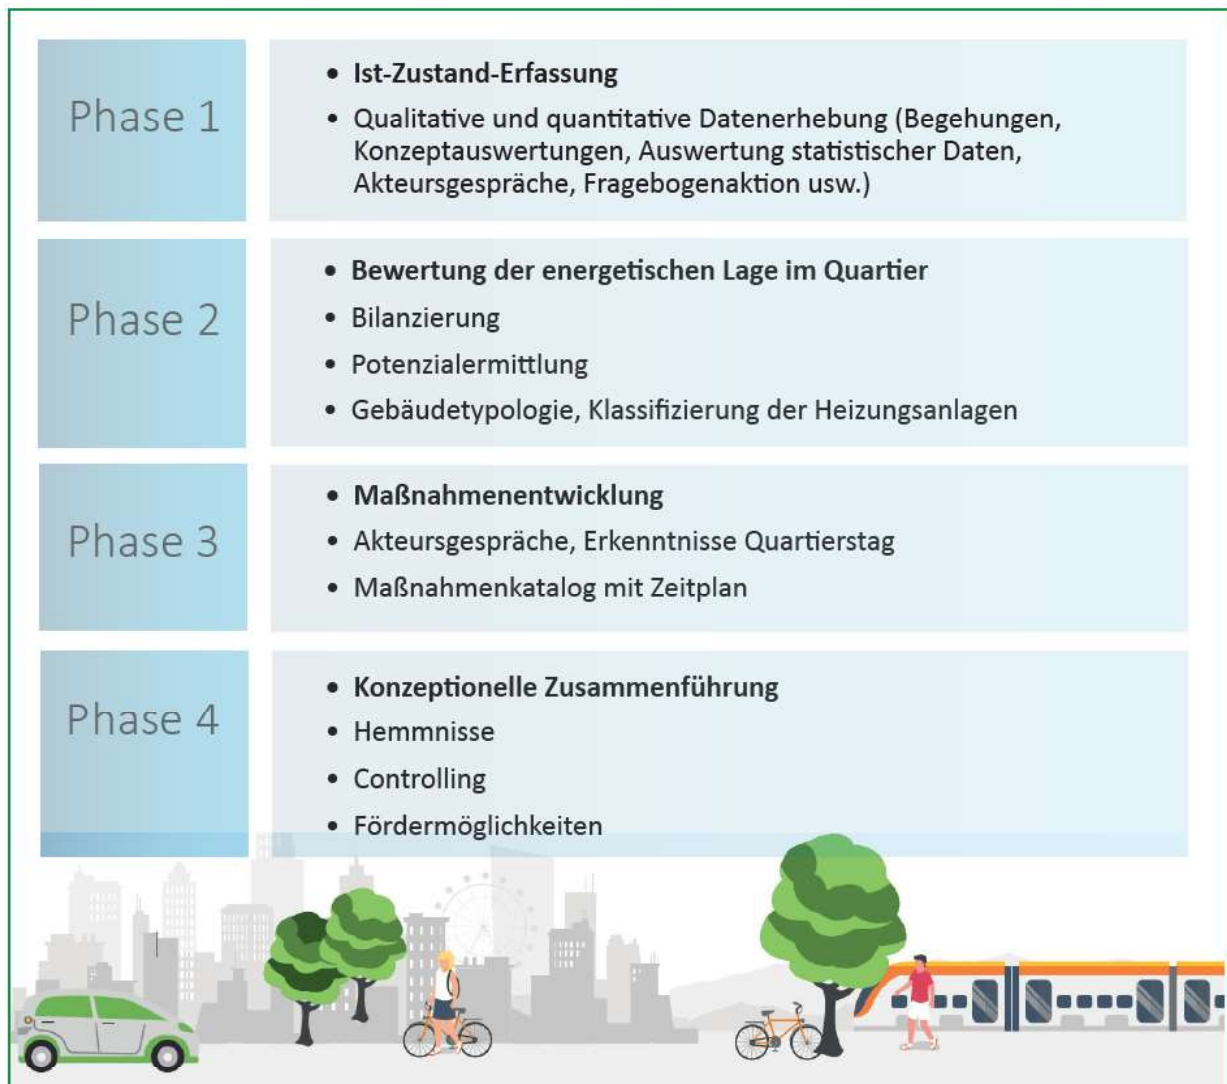 Phase 1
• Ist-Zustand-Erfassung
• Qualitative und quantitative Datenerhebung (Begehungen,
Konzeptauswertungen, Auswertung statistischer Daten,
Akteursgespräche, Fragebogenaktion usw.)
Phase 2
• Bewertung der energetischen Lage im Quartier
• Bilanzierung
• Potenzialermittlung
• Gebäudetypologie, Klassifizierung der Heizungsanlagen
Phase 3
• Maßnahmenentwicklung
• Akteursgespräche, Erkenntnisse Quartierstag
• Maßnahmenkatalog mit Zeitplan
Phase 4
• Konzeptionelle Zusammenführung
• Hemmnisse
• Controlling
• Fördermöglichkeiten